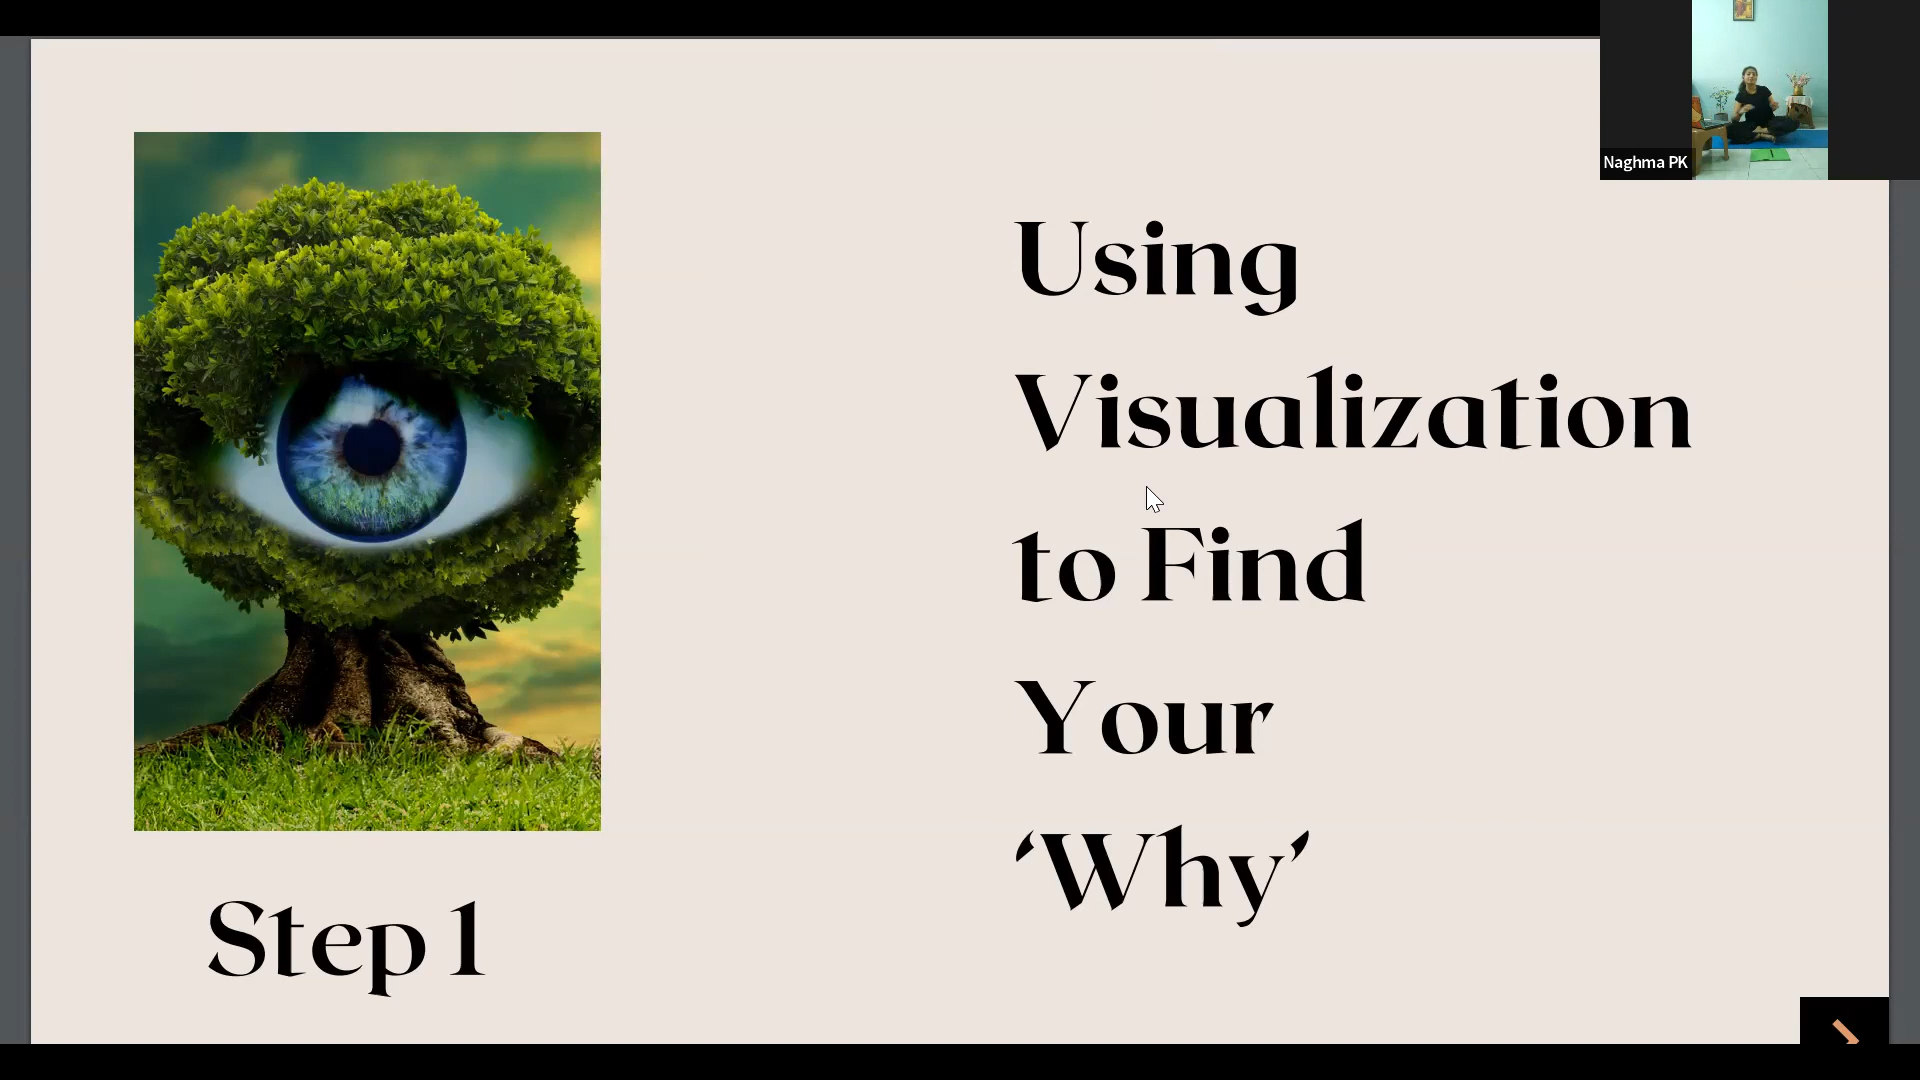 Naghma PK
Using
Visualization
to Find
Your
‘Why’
Step 1